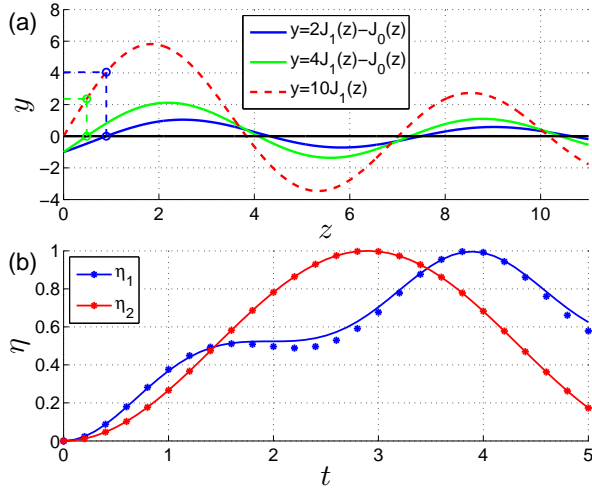 (a)
y
8
6
4
2
0
−2
−4
y=2J₁(z)−J₀(z)
y=4J₁(z)−J₀(z)
y=10J₁(z)
0 2 4 6 8 10
z
(b)
η
1
0.8
0.6
0.4
0.2
0
η₁
η₂
0 1 2 3 4 5
t